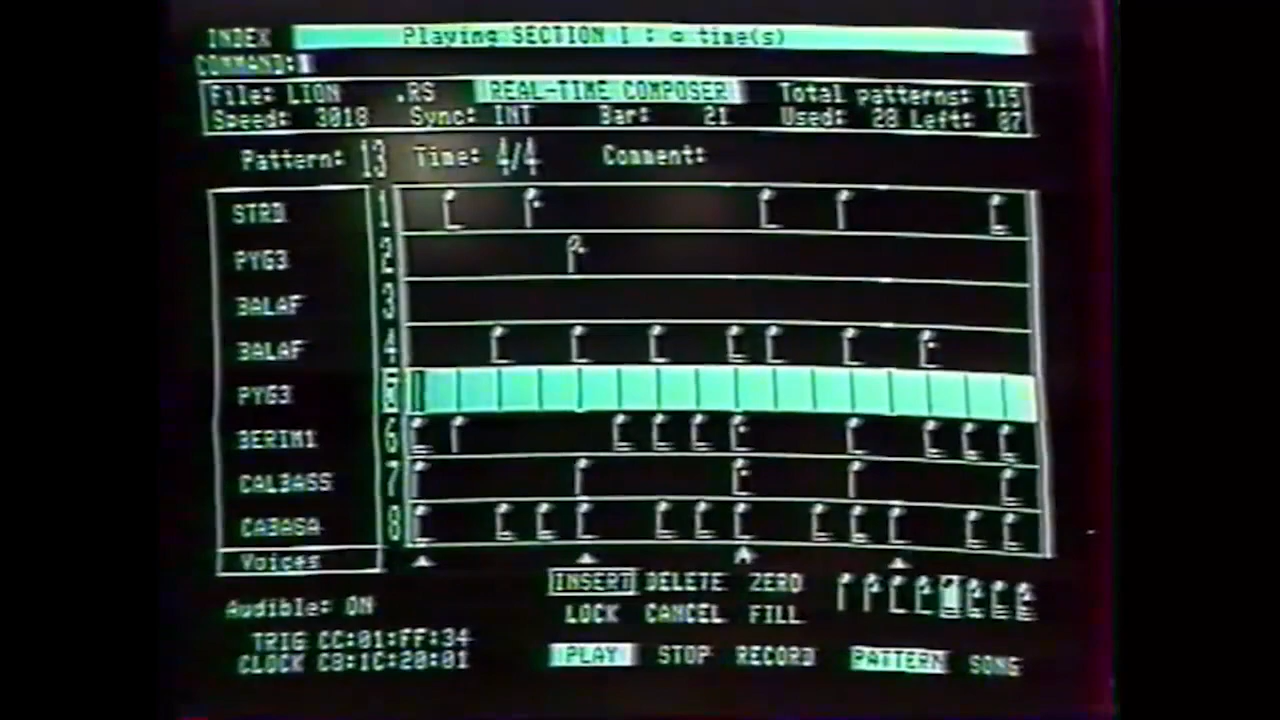 INDEX Playing SECTION 1 : 0 time(s)
COMMAND:
File: LION .RS REAL-TIME COMPOSER Total patterns: 115
Speed: 3018 Sync: INT Bar: 21 Used: 28 Left: 87
Pattern: 13 Time: 4/4 Comment:
STRD 1
PYG3 2
BALAF 3
BALAF 4
PYG3 5
BERIM1 6
CALBASS 7
CABASA 8
Voices
INSERT DELETE ZERO
Audible: ON LOCK CANCEL FILL
TRIG CC:01:FF:34
CLOCK C8:1C:20:01 PLAY STOP RECORD PATTERN SONG